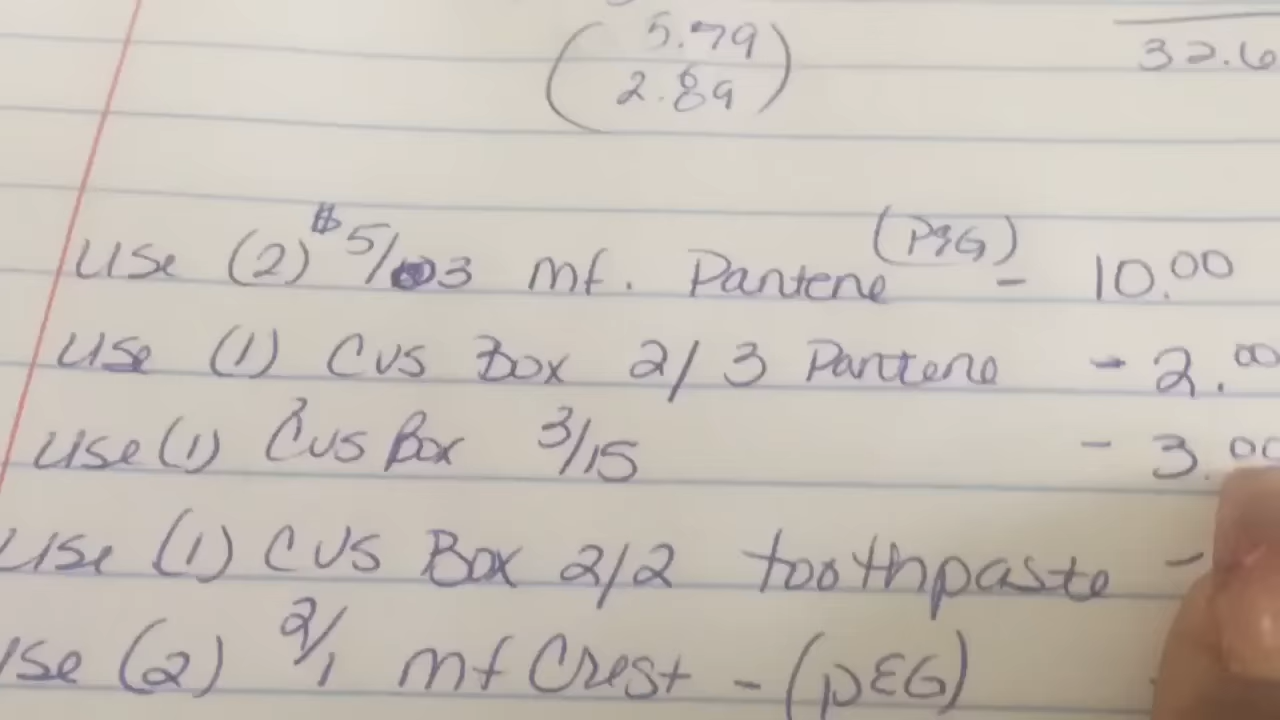 5.79
2.89
32.6
Use (2) $5/3 mf. Pantene (P&G) - 10.00
Use (1) CVS Box 2/3 Pantene - 2.00
Use (1) CVS Box 3/15 - 3.00
Use (1) CVS Box 2/2 toothpaste -
use (2) 2/1 mf Crest - (P&G)